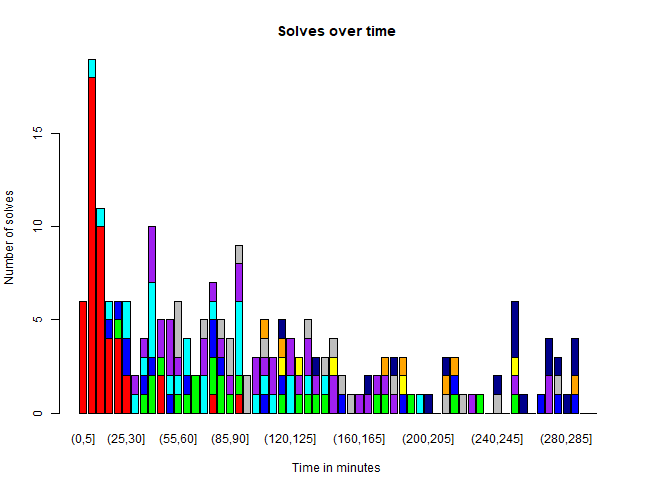 Solves over time
Number of solves
15
10
5
0
(0,5] (25,30] (55,60] (85,90] (120,125] (160,165] (200,205] (240,245] (280,285]
Time in minutes